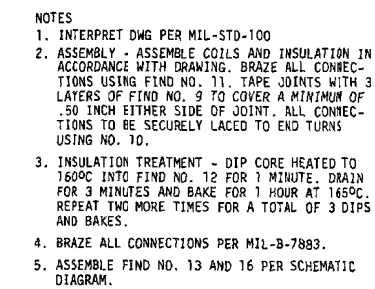 NOTES
1. INTERPRET DWG PER MIL-STD-100
2. ASSEMBLY - ASSEMBLE COILS AND INSULATION IN
ACCORDANCE WITH DRAWING. BRAZE ALL CONNEC-
TIONS USING FIND NO. 11. TAPE JOINTS WITH 3
LAYERS OF FIND NO. 9 TO COVER A MINIMUM OF
.50 INCH EITHER SIDE OF JOINT. ALL CONNEC-
TIONS TO BE SECURELY LACED TO END TURNS
USING NO. 10.
3. INSULATION TREATMENT - DIP CORE HEATED TO
160ºC INTO FIND NO. 12 FOR 1 MINUTE. DRAIN
FOR 3 MINUTES AND BAKE FOR 1 HOUR AT 165ºC.
REPEAT TWO MORE TIMES FOR A TOTAL OF 3 DIPS
AND BAKES.
4. BRAZE ALL CONNECTIONS PER MIL-B-7883.
5. ASSEMBLE FIND NO. 13 AND 16 PER SCHEMATIC
DIAGRAM.